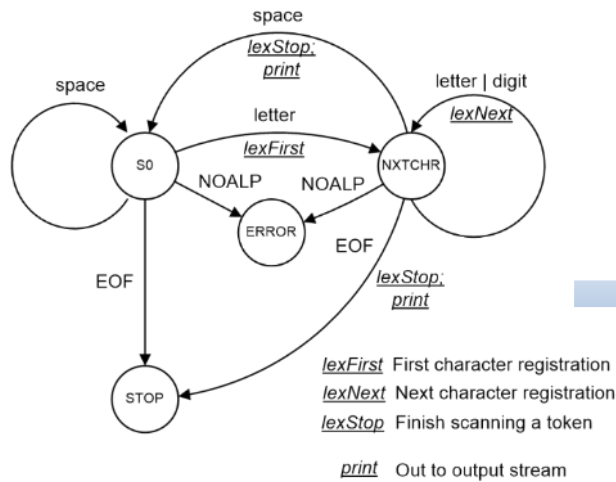 space
lexStop;
print
space
letter | digit
lexNext
letter
lexFirst
S0
NXTCHR
NOALP
NOALP
ERROR
EOF
EOF
lexStop;
print
STOP
lexFirst First character registration
lexNext Next character registration
lexStop Finish scanning a token
print Out to output stream